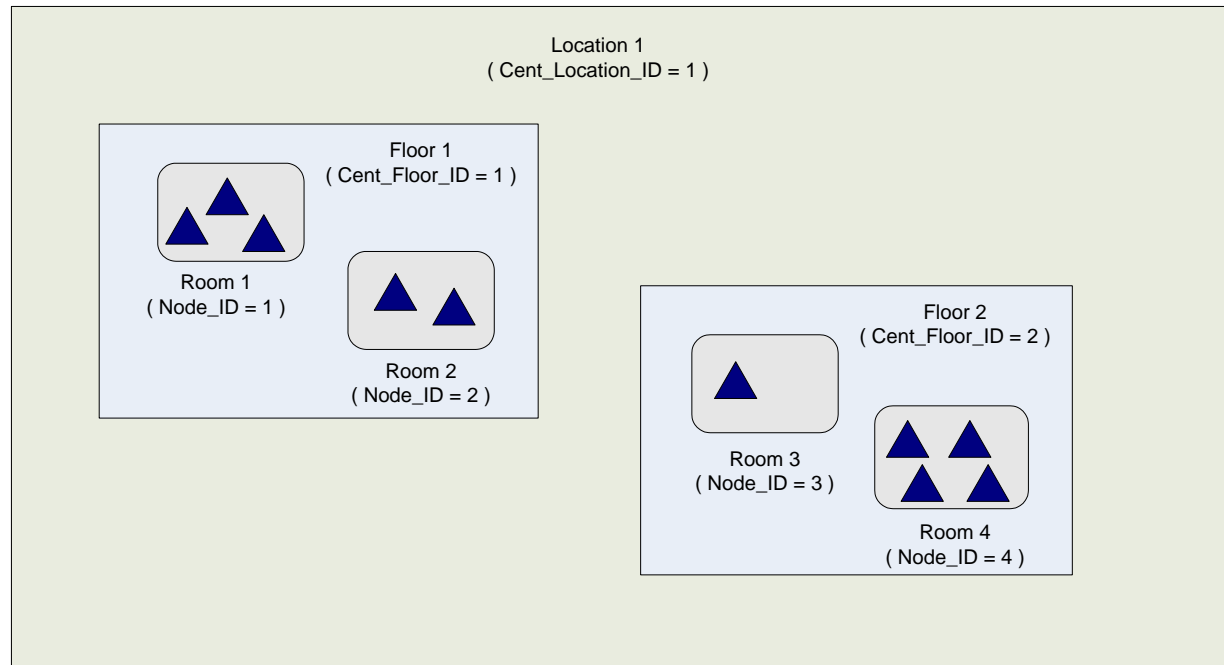 Location 1
( Cent_Location_ID = 1 )
Floor 1
( Cent_Floor_ID = 1 )
Room 1
( Node_ID = 1 )
Room 2
( Node_ID = 2 )
Floor 2
( Cent_Floor_ID = 2 )
Room 3
( Node_ID = 3 )
Room 4
( Node_ID = 4 )